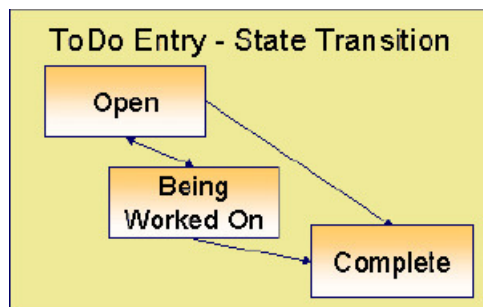 ToDo Entry - State Transition
Open
Being
Worked On
Complete